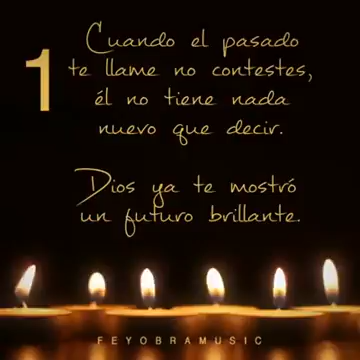 1
Cuando el pasado
te llame no contestes,
él no tiene nada
nuevo que decir.
Dios ya te mostró
un futuro brillante.
FEYOBRAMUSIC